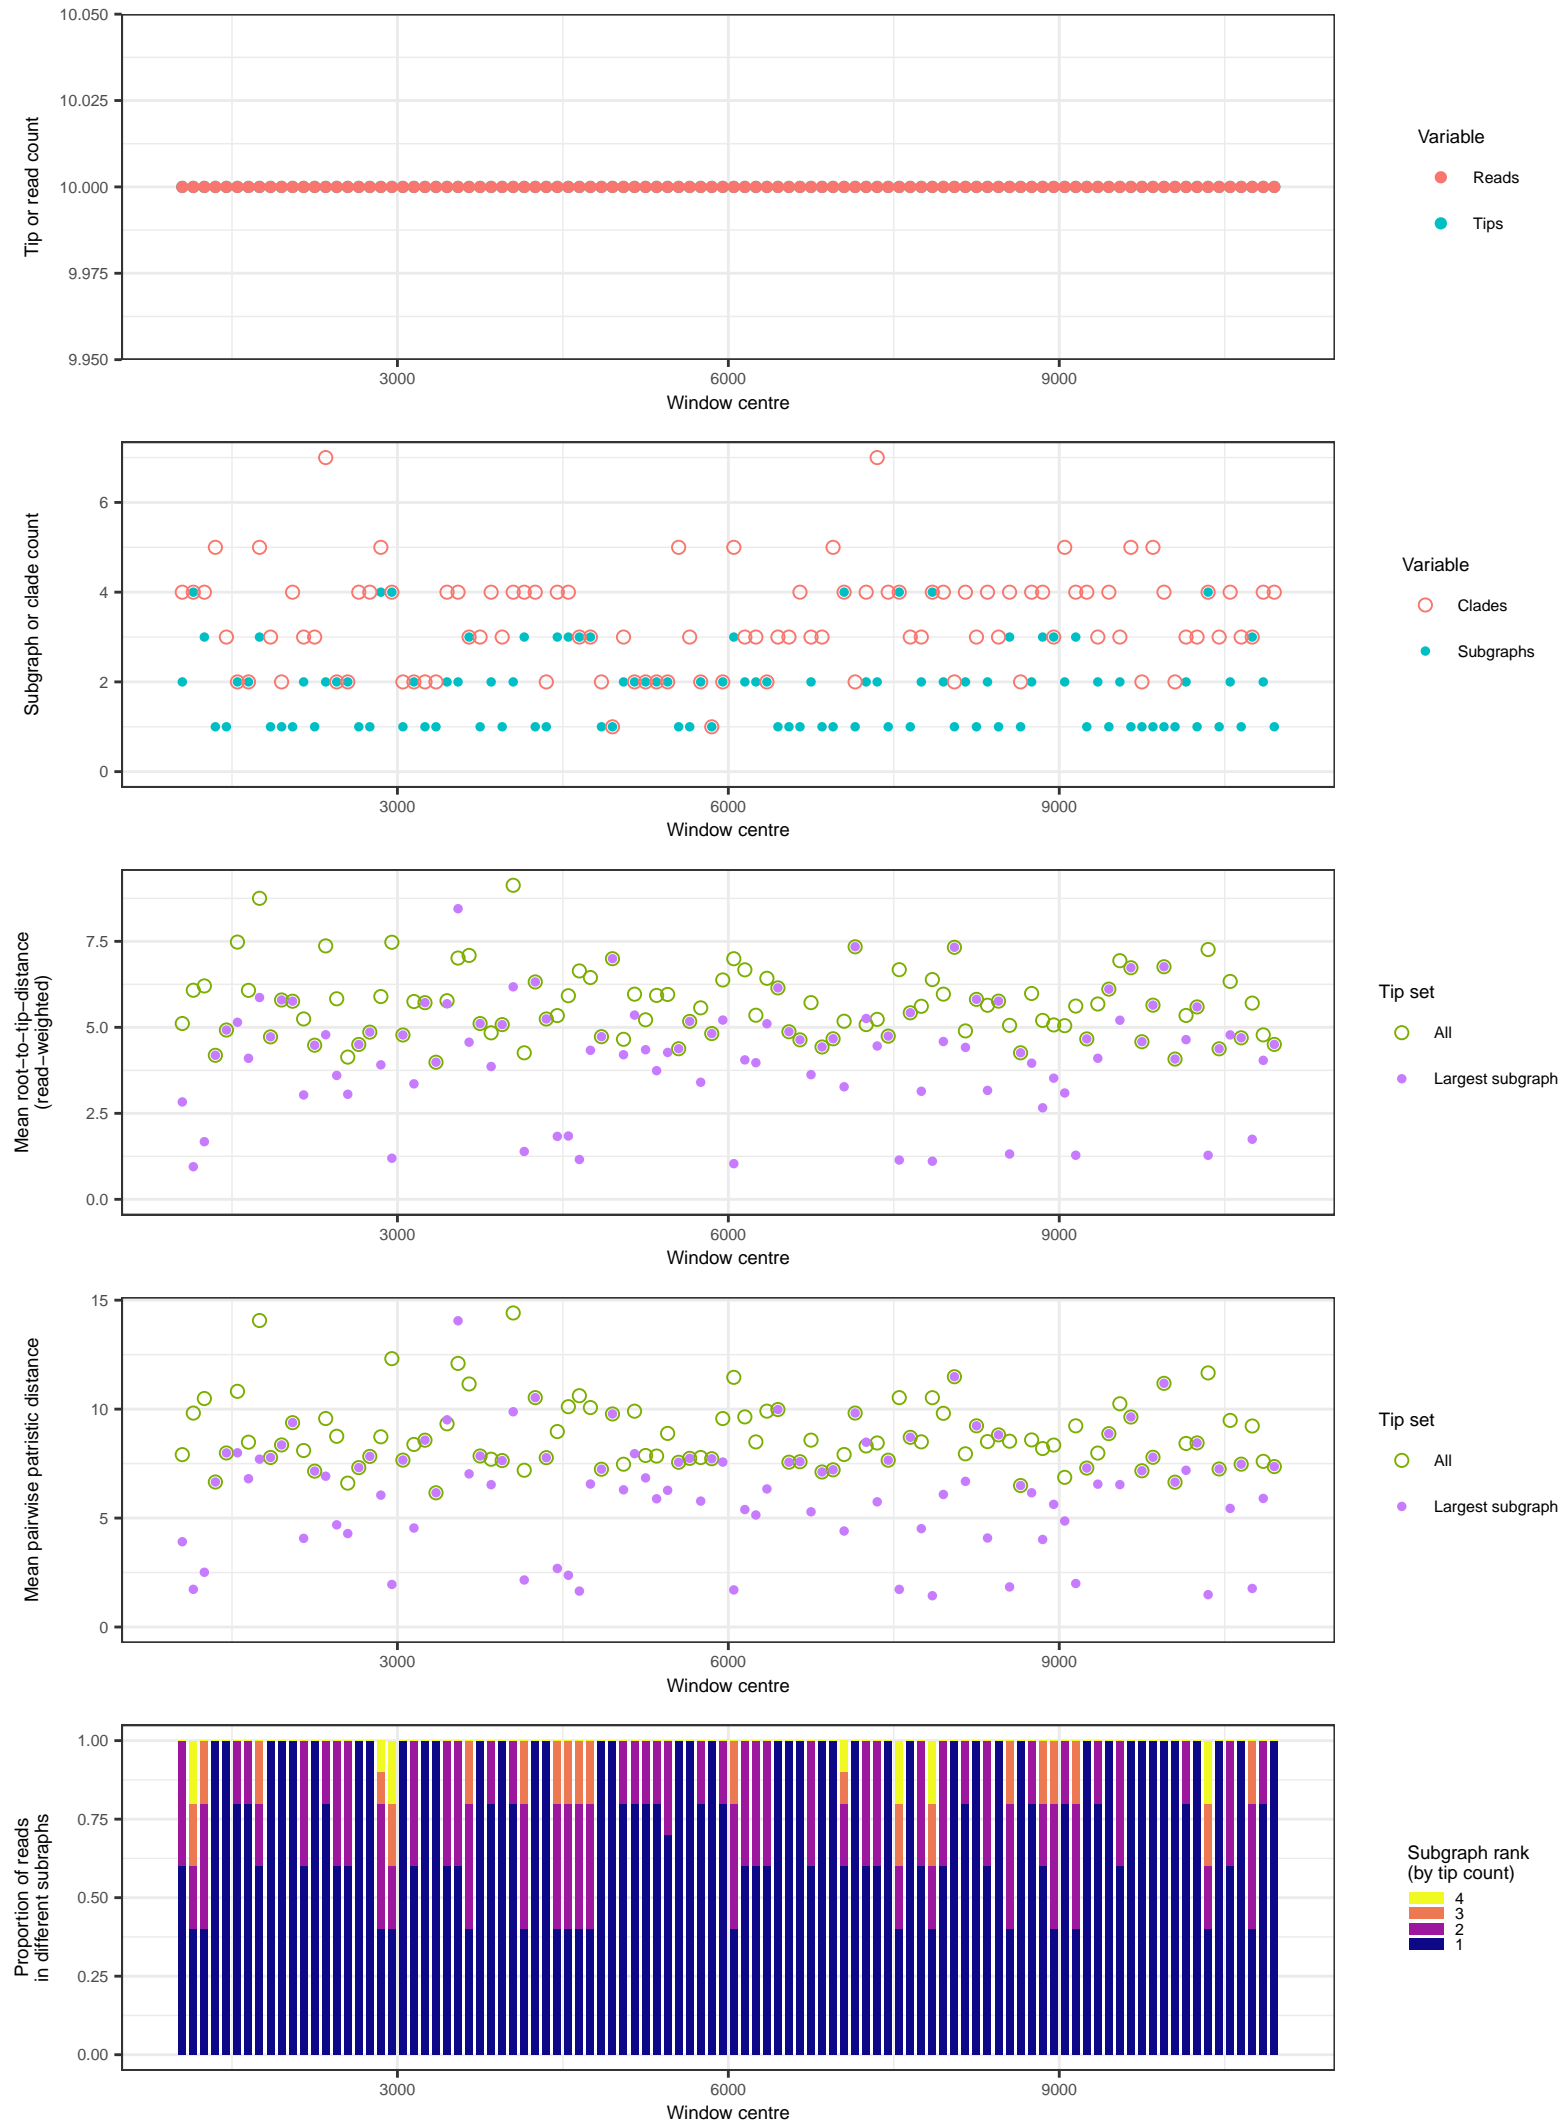 10.050
10.025
10.000
9.975
9.950
Tip or read count
3000 6000 9000
Window centre
Variable
Reads
Tips
6
4
2
0
Subgraph or clade count
3000 6000 9000
Window centre
Variable
Clades
Subgraphs
7.5
5.0
2.5
0.0
Mean root−to−tip−distance
(read−weighted)
3000 6000 9000
Window centre
Tip set
All
Largest subgraph
15
10
5
0
Mean pairwise patristic distance
3000 6000 9000
Window centre
Tip set
All
Largest subgraph
1.00
0.75
0.50
0.25
0.00
Proportion of reads
in different subraphs
3000 6000 9000
Window centre
Subgraph rank
(by tip count)
4
3
2
1